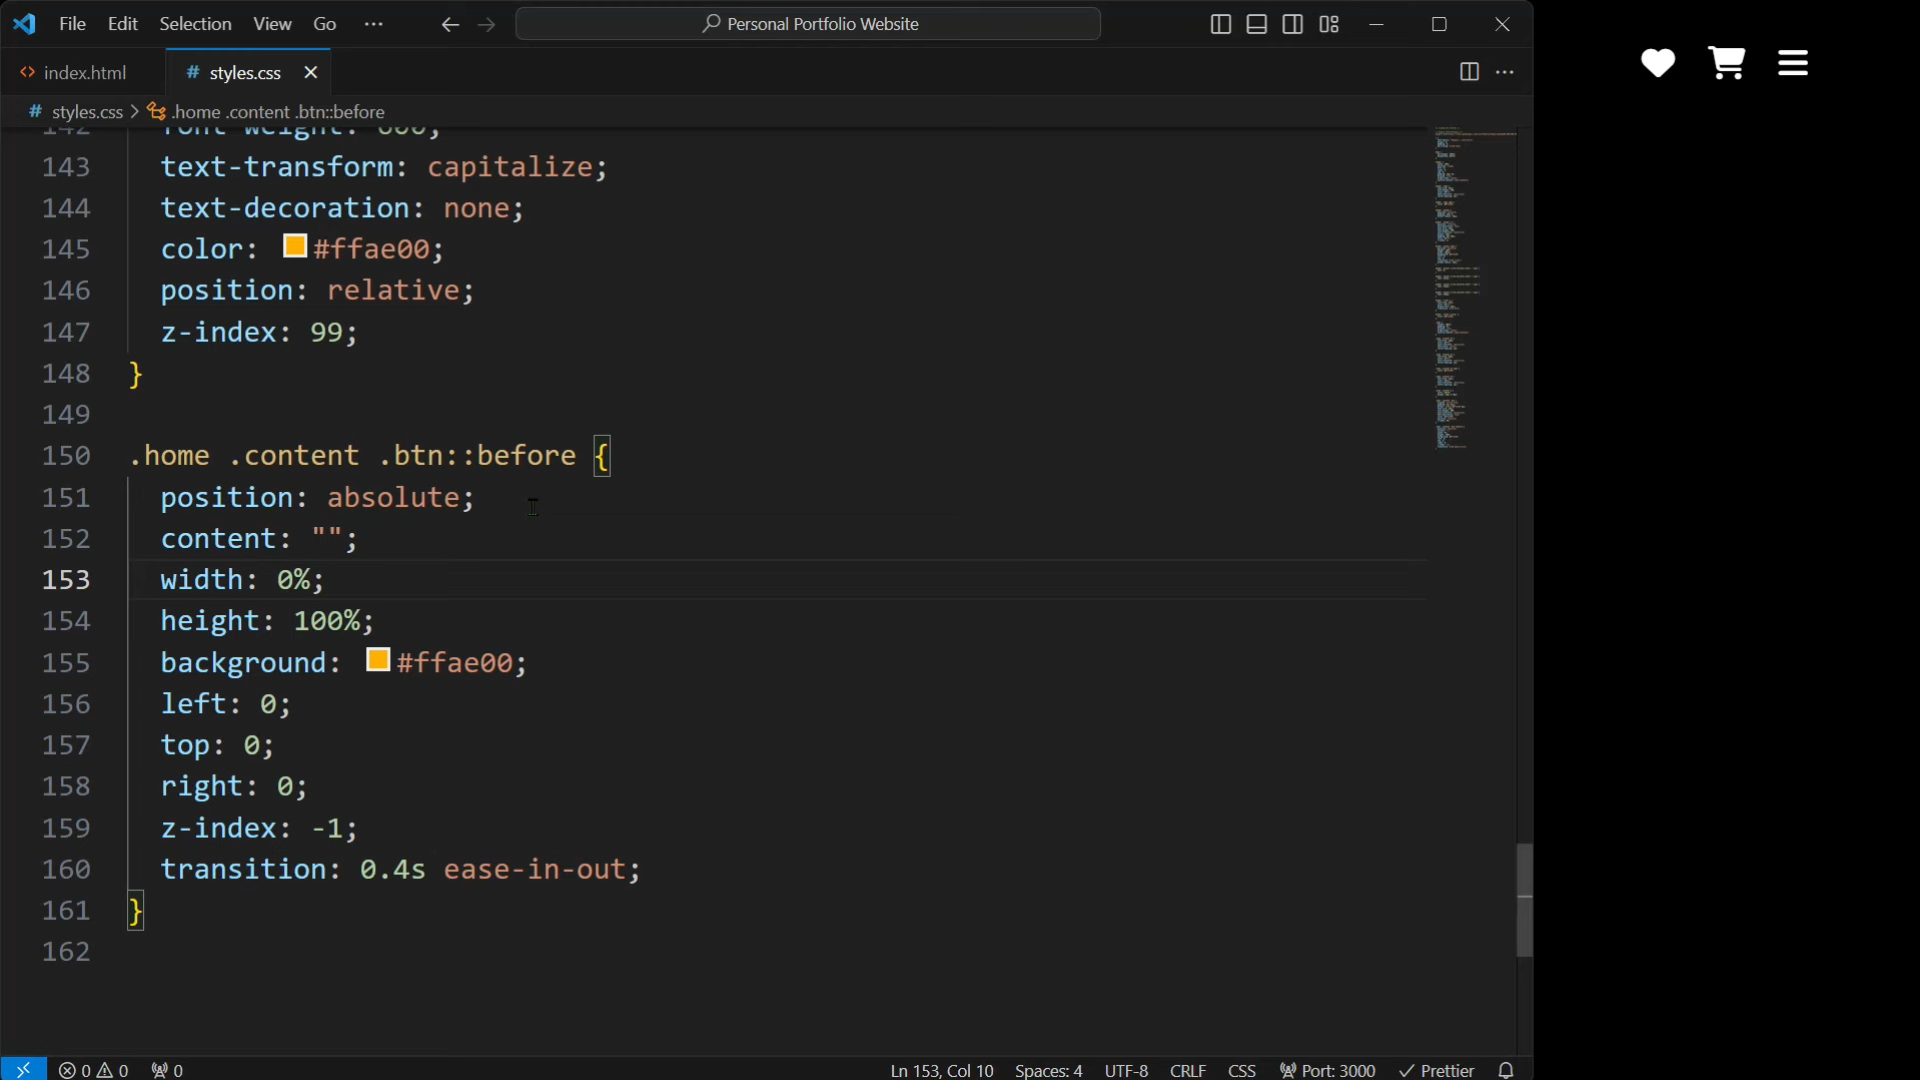 File Edit Selection View Go ··· Personal Portfolio Website
index.html styles.css
# styles.css > .home .content .btn::before
142 font-weight: 600;
143 text-transform: capitalize;
144 text-decoration: none;
145 color: #ffae00;
146 position: relative;
147 z-index: 99;
148 }
149
150 .home .content .btn::before {
151 position: absolute;
152 content: "";
153 width: 0%;
154 height: 100%;
155 background: #ffae00;
156 left: 0;
157 top: 0;
158 right: 0;
159 z-index: -1;
160 transition: 0.4s ease-in-out;
161 }
162
0 0 0 Ln 153, Col 10 Spaces: 4 UTF-8 CRLF CSS Port: 3000 Prettier